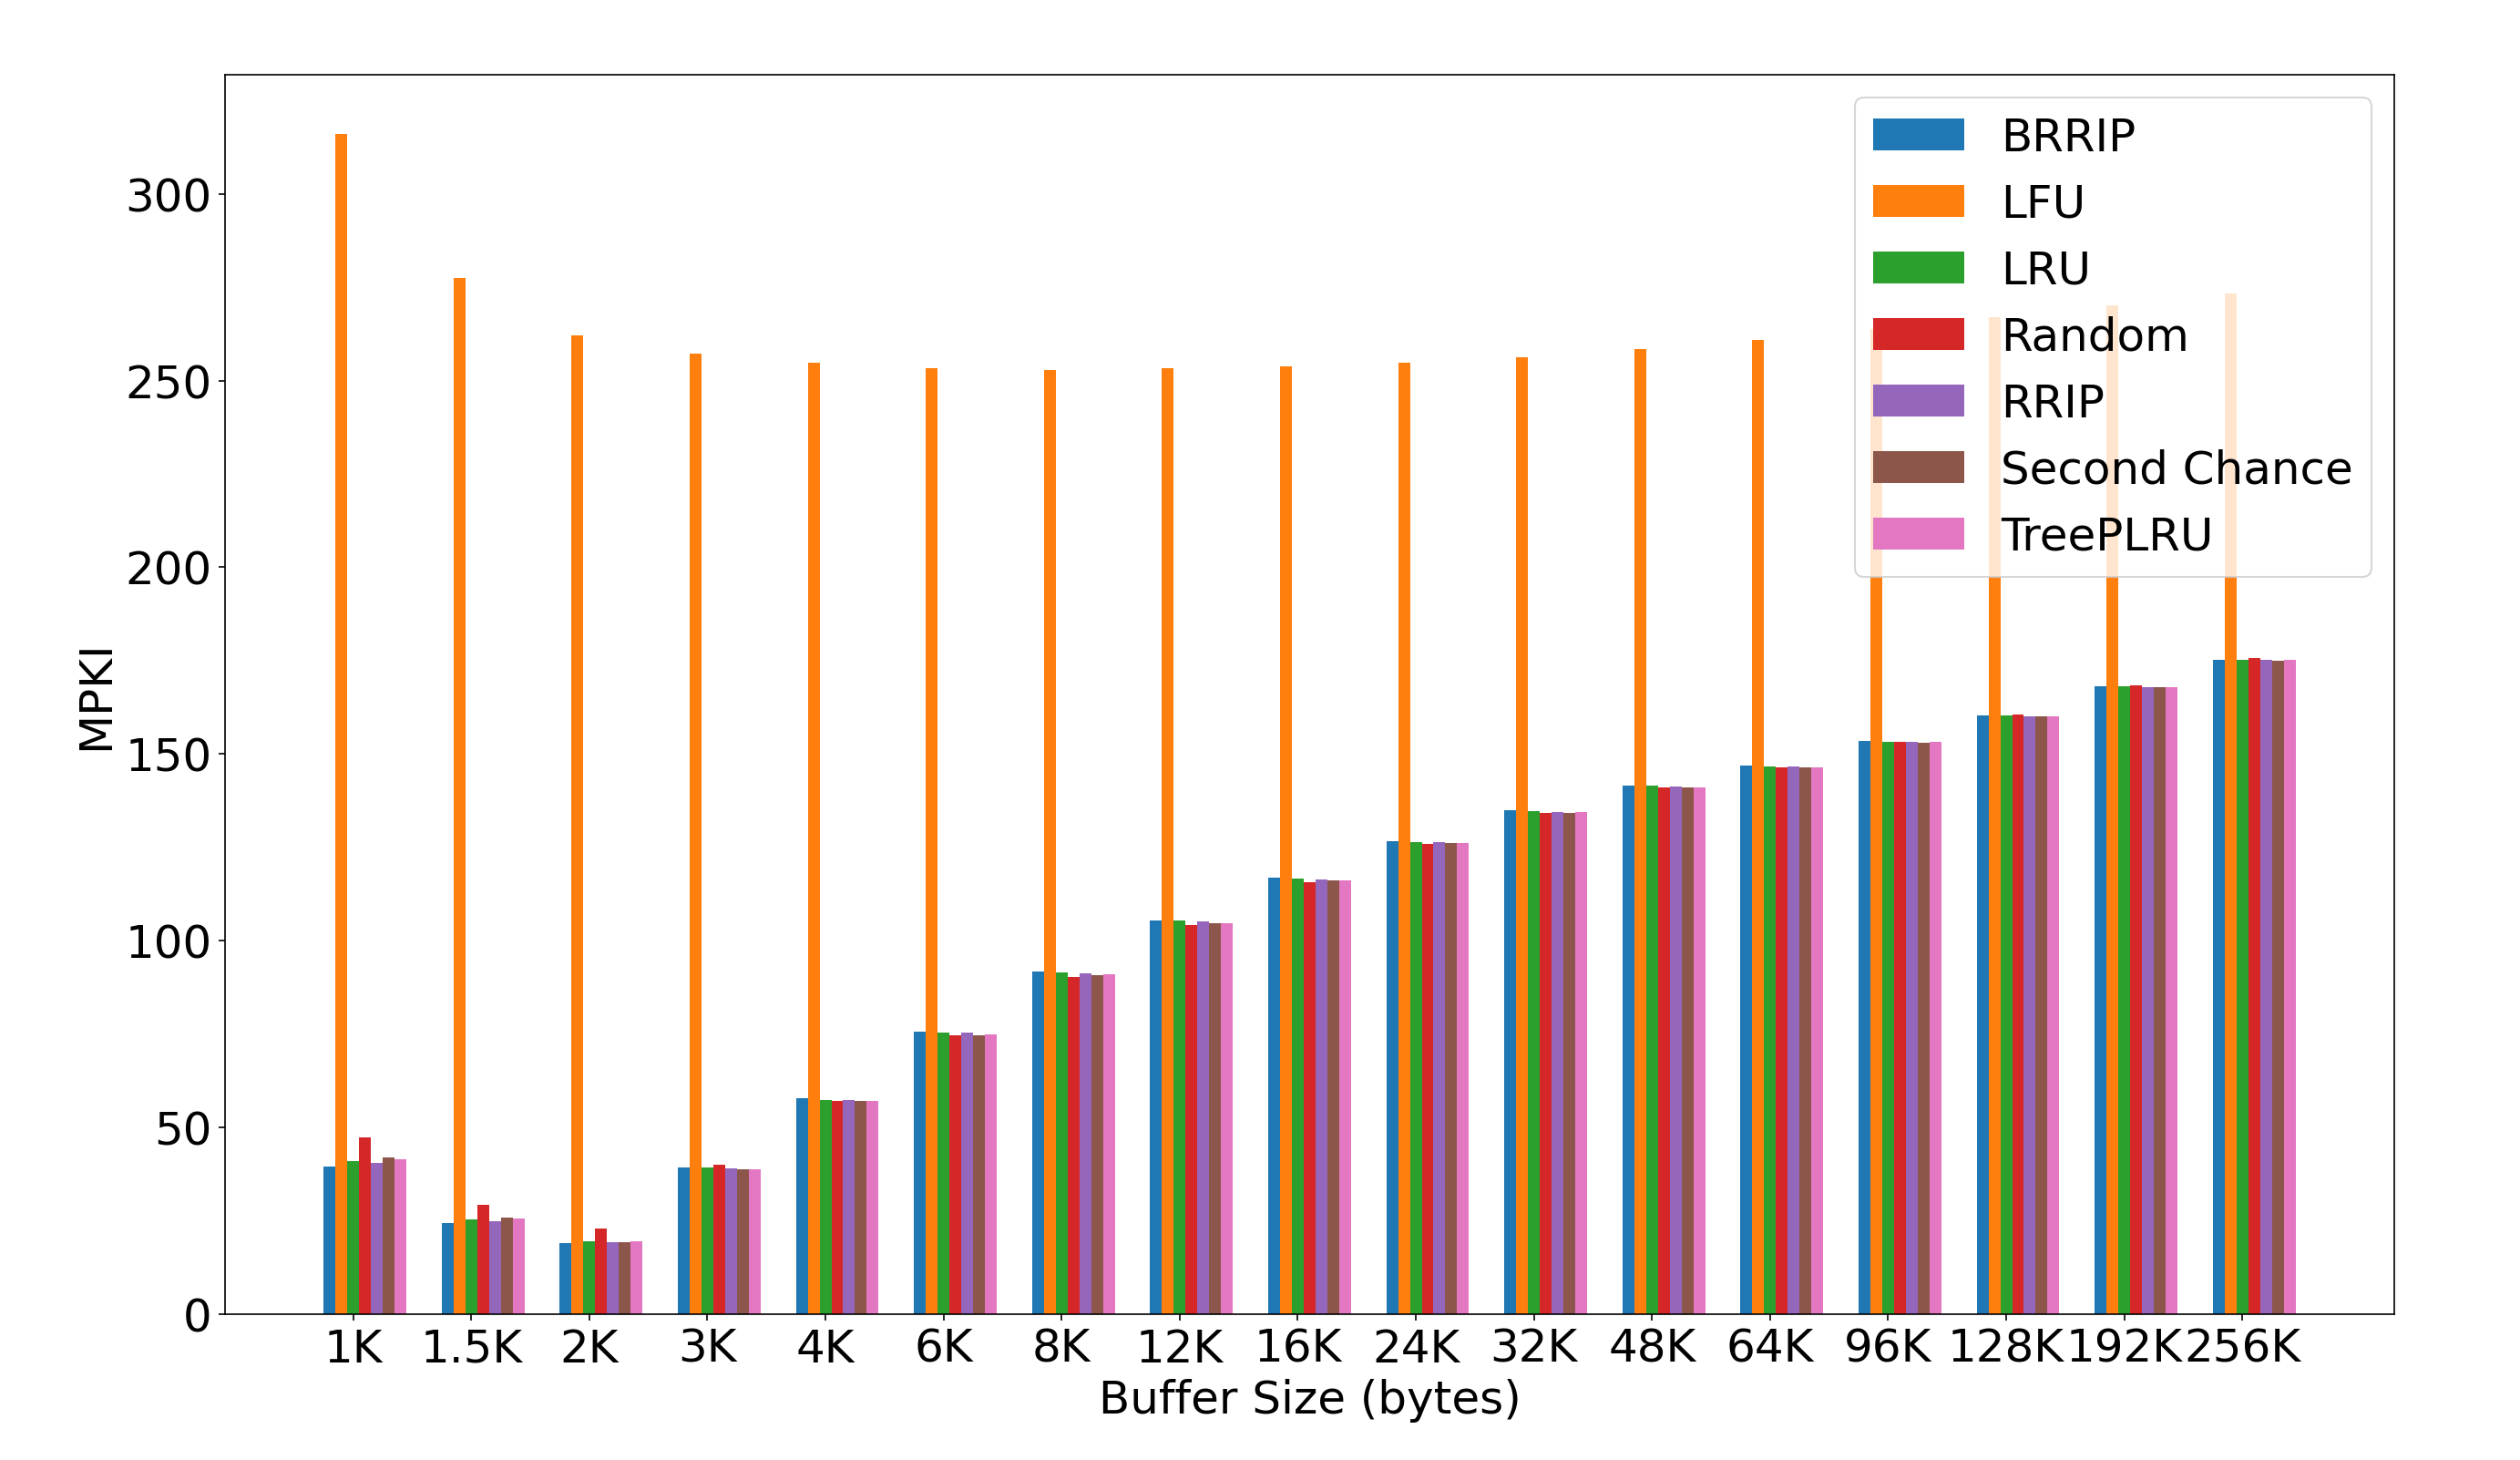 BRRIP
LFU
LRU
Random
RRIP
Second Chance
TreePLRU
300
250
200
150
100
50
0
MPKI
1K 1.5K 2K 3K 4K 6K 8K 12K 16K 24K 32K 48K 64K 96K 128K 192K 256K
Buffer Size (bytes)